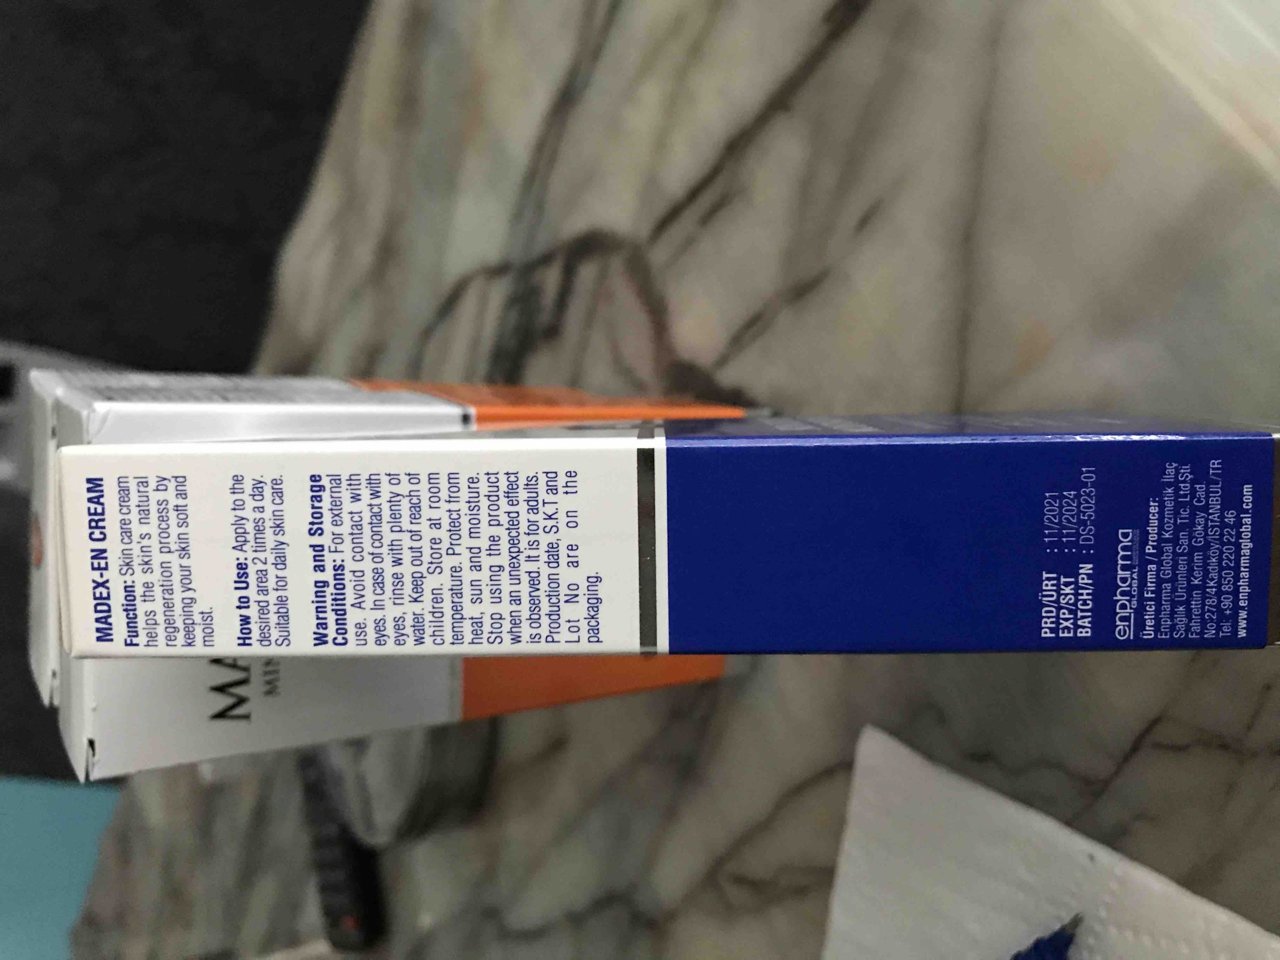 MADEX-EN CREAM
Function: Skin care cream
helps the skin's natural
regeneration process by
keeping your skin soft and
moist.
How to Use: Apply to the
desired area 2 times a day.
Suitable for daily skin care.
Warning and Storage
Conditions: For external
use. Avoid contact with
eyes. In case of contact with
eyes, rinse with plenty of
water. Keep out of reach of
children. Store at room
temperature. Protect from
heat, sun and moisture.
Stop using the product
when an unexpected effect
is observed. It is for adults.
Production date, S.K.T and
Lot No are on the
packaging.
PRD/ÜRT : 11/2021
EXP/SKT : 11/2024
BATCH/PN : DS-5023-01
enpharma
GLOBAL
Üretici Firma / Producer:
Enpharma Global Kozmetik İlaç
Sağlık Ürünleri San. Tic. Ltd.Şti.
Fahrettin Kerim Gökay Cad.
No:278/4Kadıköy/İSTANBUL/TR
Tel: +90 850 220 22 46
www.enpharmaglobal.com
MA
MIN